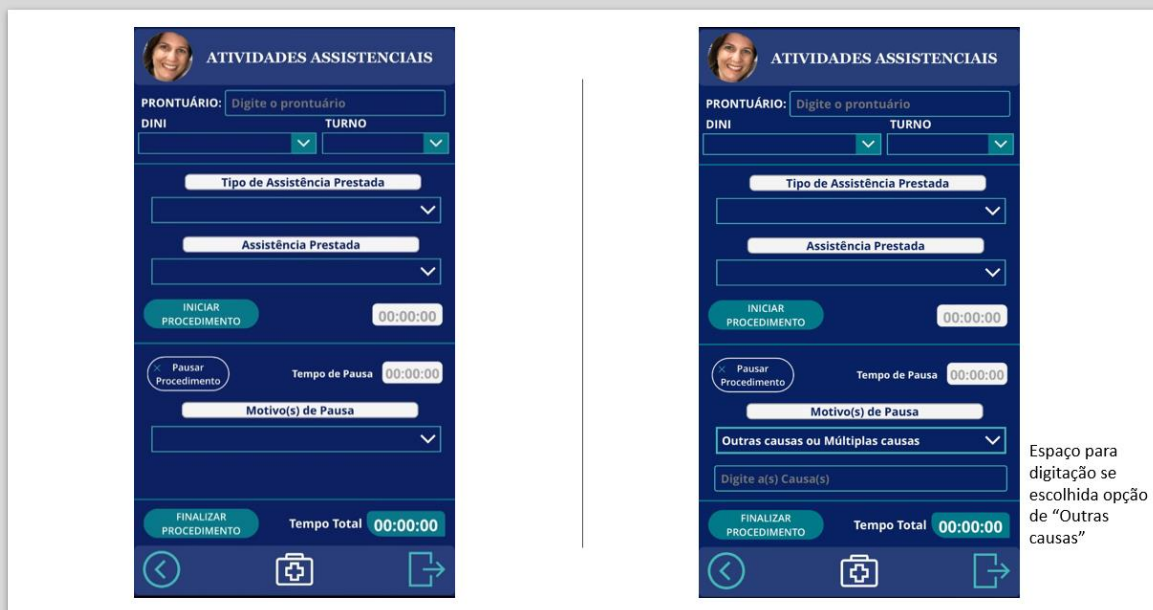 ATIVIDADES ASSISTENCIAIS
PRONTUÁRIO: Digite o prontuário
DINI TURNO
Tipo de Assistência Prestada
Assistência Prestada
INICIAR
PROCEDIMENTO
00:00:00
Pausar
Procedimento
Tempo de Pausa 00:00:00
Motivo(s) de Pausa
FINALIZAR
PROCEDIMENTO
Tempo Total 00:00:00
ATIVIDADES ASSISTENCIAIS
PRONTUÁRIO: Digite o prontuário
DINI TURNO
Tipo de Assistência Prestada
Assistência Prestada
INICIAR
PROCEDIMENTO
00:00:00
Pausar
Procedimento
Tempo de Pausa 00:00:00
Motivo(s) de Pausa
Outras causas ou Múltiplas causas
Digite a(s) Causa(s)
FINALIZAR
PROCEDIMENTO
Tempo Total 00:00:00
Espaço para
digitação se
escolhida opção
de “Outras
causas”